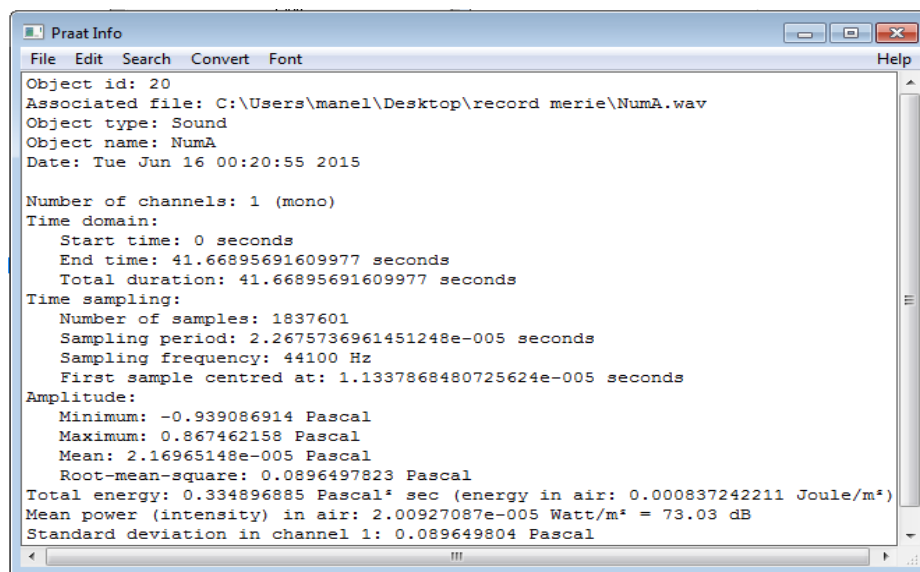 Praat Info
File Edit Search Convert Font Help
Object id: 20
Associated file: C:\Users\manel\Desktop\record merie\NumA.wav
Object type: Sound
Object name: NumA
Date: Tue Jun 16 00:20:55 2015
Number of channels: 1 (mono)
Time domain:
Start time: 0 seconds
End time: 41.66895691609977 seconds
Total duration: 41.66895691609977 seconds
Time sampling:
Number of samples: 1837601
Sampling period: 2.2675736961451248e-005 seconds
Sampling frequency: 44100 Hz
First sample centred at: 1.1337868480725624e-005 seconds
Amplitude:
Minimum: -0.939086914 Pascal
Maximum: 0.867462158 Pascal
Mean: 2.16965148e-005 Pascal
Root-mean-square: 0.0896497823 Pascal
Total energy: 0.334896885 Pascal² sec (energy in air: 0.000837242211 Joule/m²)
Mean power (intensity) in air: 2.00927087e-005 Watt/m² = 73.03 dB
Standard deviation in channel 1: 0.089649804 Pascal